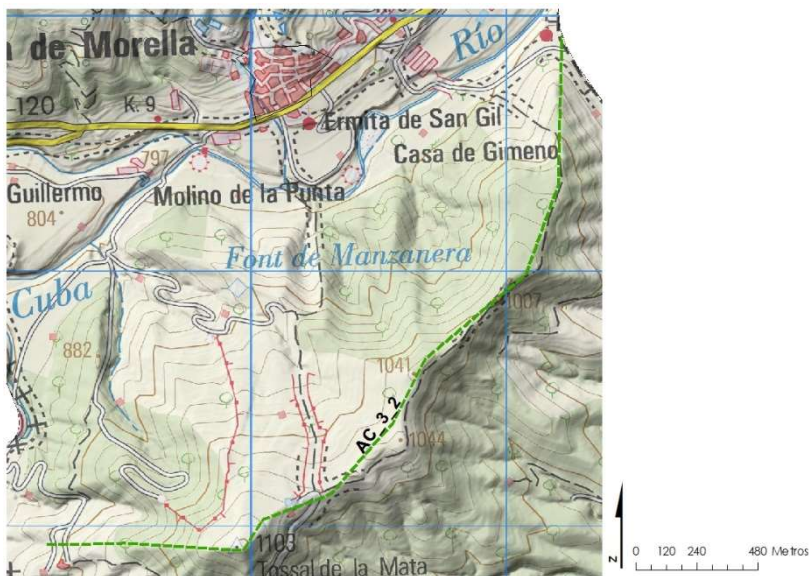 a de Morella
Río
120
K. 9
Ermita de San Gil
797
Casa de Gimeno
Guillermo
Molino de la Punta
804
Font de Manzanera
Cuba
1007
882
1041
AC 3 2
1044
1103
Tossal de la Mata
N
0 120 240 480 Metros